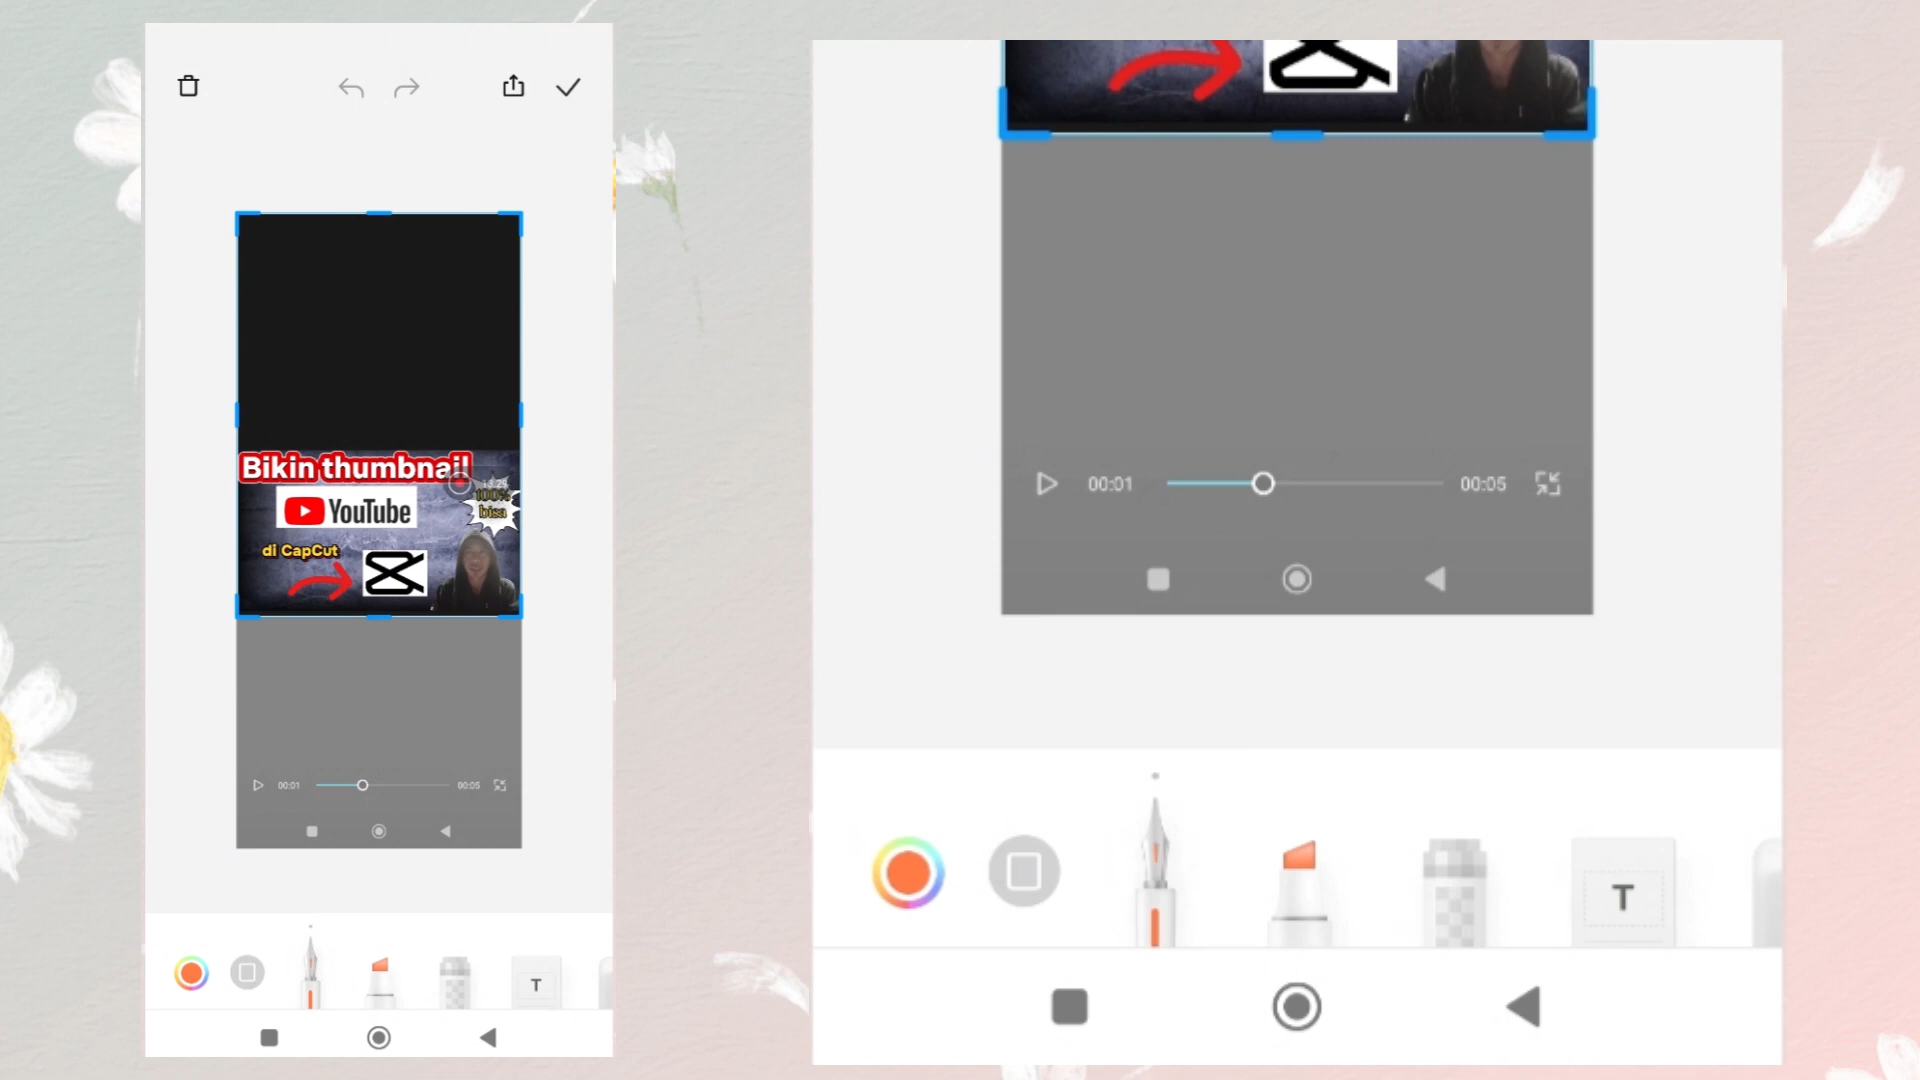 Bikin thumbnail
YouTube
100%
bisa
di CapCut
00:01
00:05
T
00:01
00:05
T